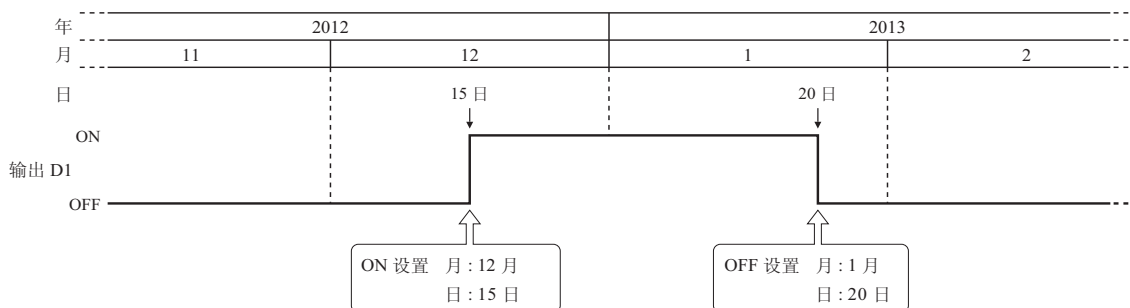 年 2012 2013
月 11 12 1 2
日 15 日 20 日
ON
输出 D1
OFF
ON 设置 月 : 12 月
日 : 15 日
OFF 设置 月 : 1 月
日 : 20 日